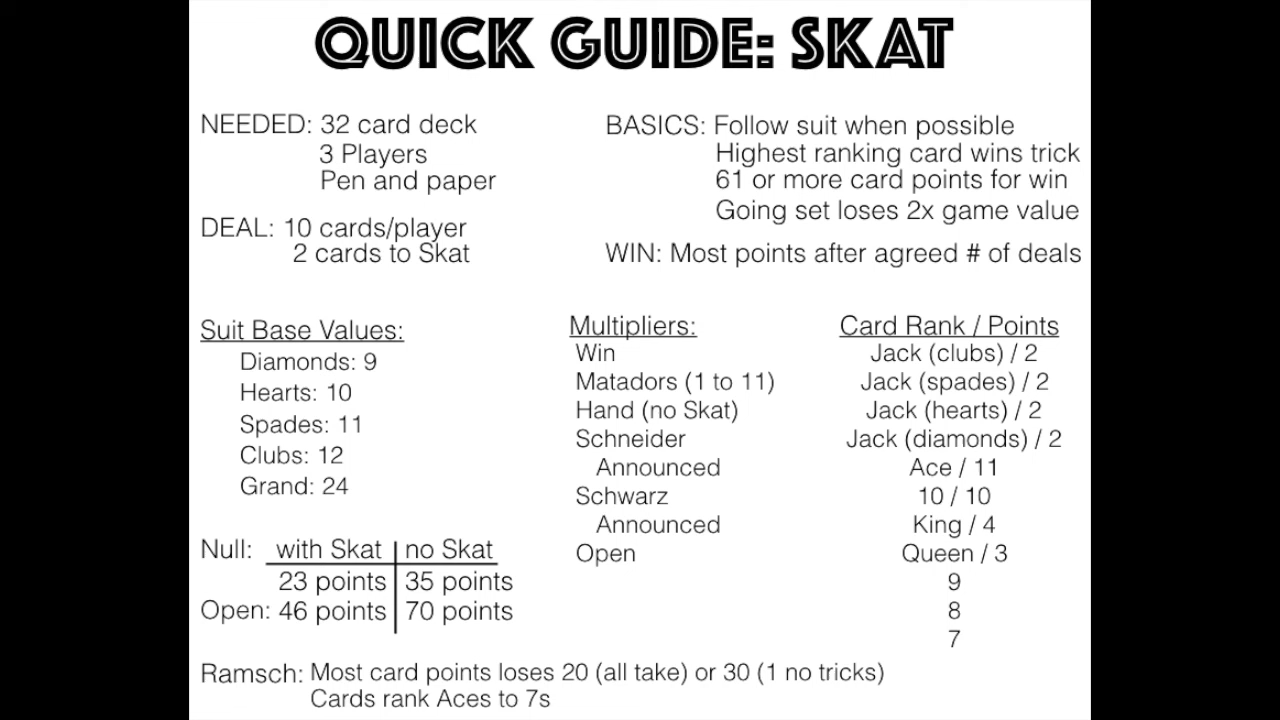 QUICK GUIDE: SKAT
NEEDED: 32 card deck
3 Players
Pen and paper
DEAL: 10 cards/player
2 cards to Skat
BASICS: Follow suit when possible
Highest ranking card wins trick
61 or more card points for win
Going set loses 2x game value
WIN: Most points after agreed # of deals
Suit Base Values:
Diamonds: 9
Hearts: 10
Spades: 11
Clubs: 12
Grand: 24
Null: with Skat no Skat
23 points 35 points
Open: 46 points 70 points
Multipliers:
Win
Matadors (1 to 11)
Hand (no Skat)
Schneider
Announced
Schwarz
Announced
Open
Card Rank / Points
Jack (clubs) / 2
Jack (spades) / 2
Jack (hearts) / 2
Jack (diamonds) / 2
Ace / 11
10 / 10
King / 4
Queen / 3
9
8
7
Ramsch: Most card points loses 20 (all take) or 30 (1 no tricks)
Cards rank Aces to 7s